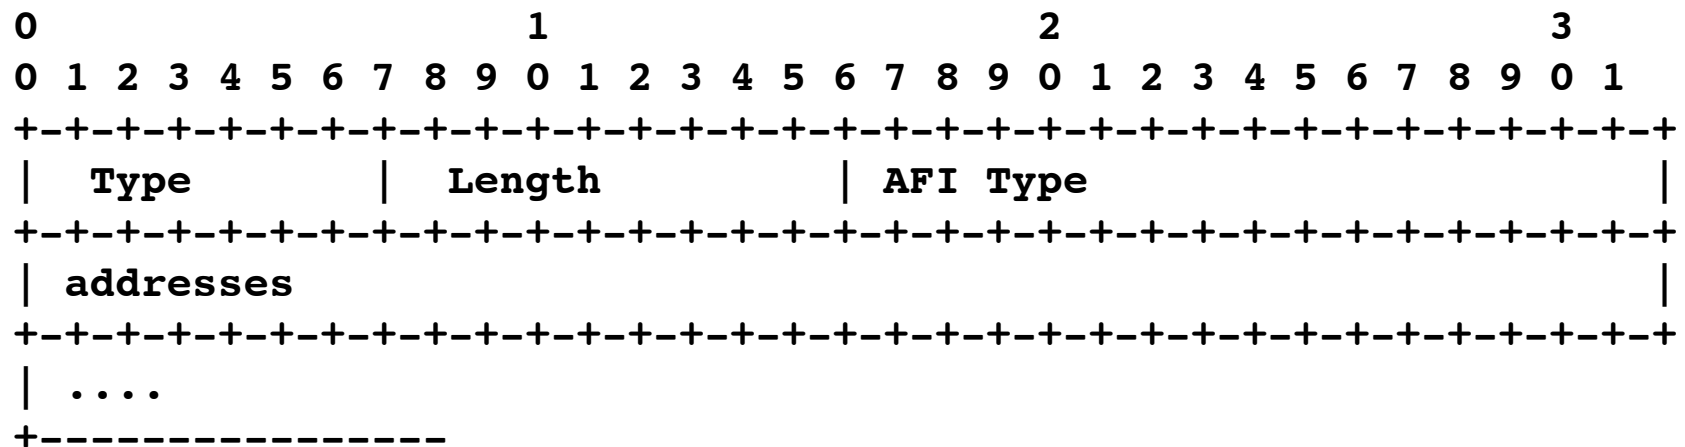 0                   1                   2                   3
0 1 2 3 4 5 6 7 8 9 0 1 2 3 4 5 6 7 8 9 0 1 2 3 4 5 6 7 8 9 0 1
+-+-+-+-+-+-+-+-+-+-+-+-+-+-+-+-+-+-+-+-+-+-+-+-+-+-+-+-+-+-+-+-+
|  Type       |  Length         | AFI Type                      |
+-+-+-+-+-+-+-+-+-+-+-+-+-+-+-+-+-+-+-+-+-+-+-+-+-+-+-+-+-+-+-+-+
| addresses                                                     |
+-+-+-+-+-+-+-+-+-+-+-+-+-+-+-+-+-+-+-+-+-+-+-+-+-+-+-+-+-+-+-+-+
| ....
+----------------